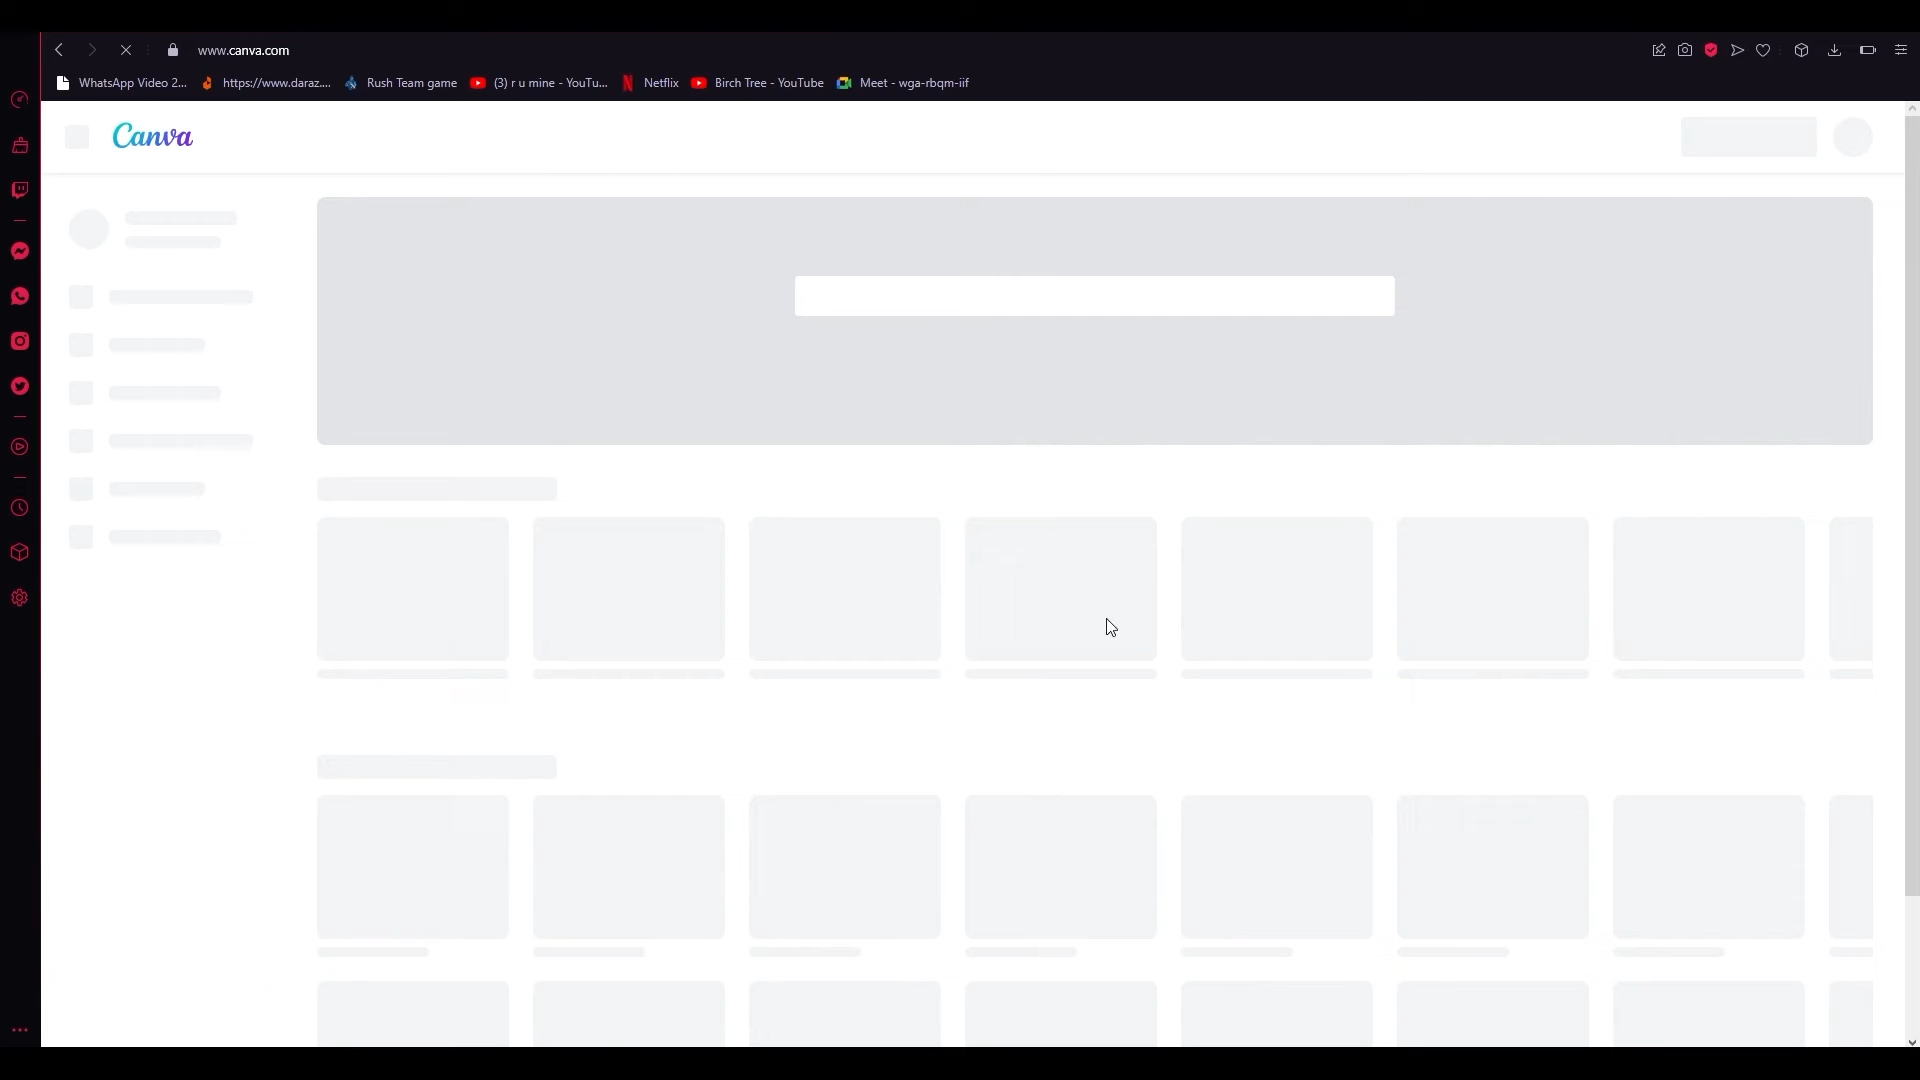 www.canva.com
WhatsApp Video 2...
https://www.daraz....
Rush Team game
(3) r u mine - YouTu...
Netflix
Birch Tree - YouTube
Meet - wga-rbqm-iif
Canva